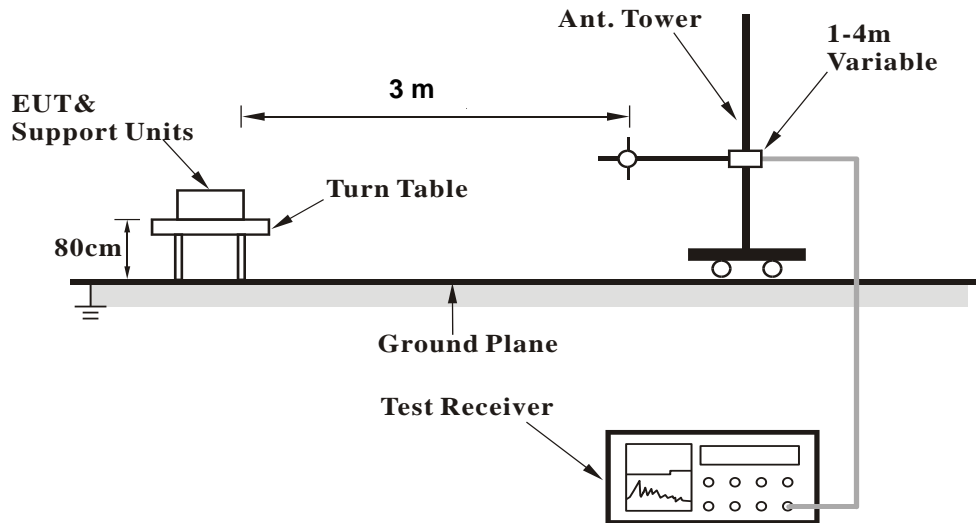 Ant. Tower
1-4m
Variable
3 m
EUT&
Support Units
Turn Table
80cm
Ground Plane
Test Receiver